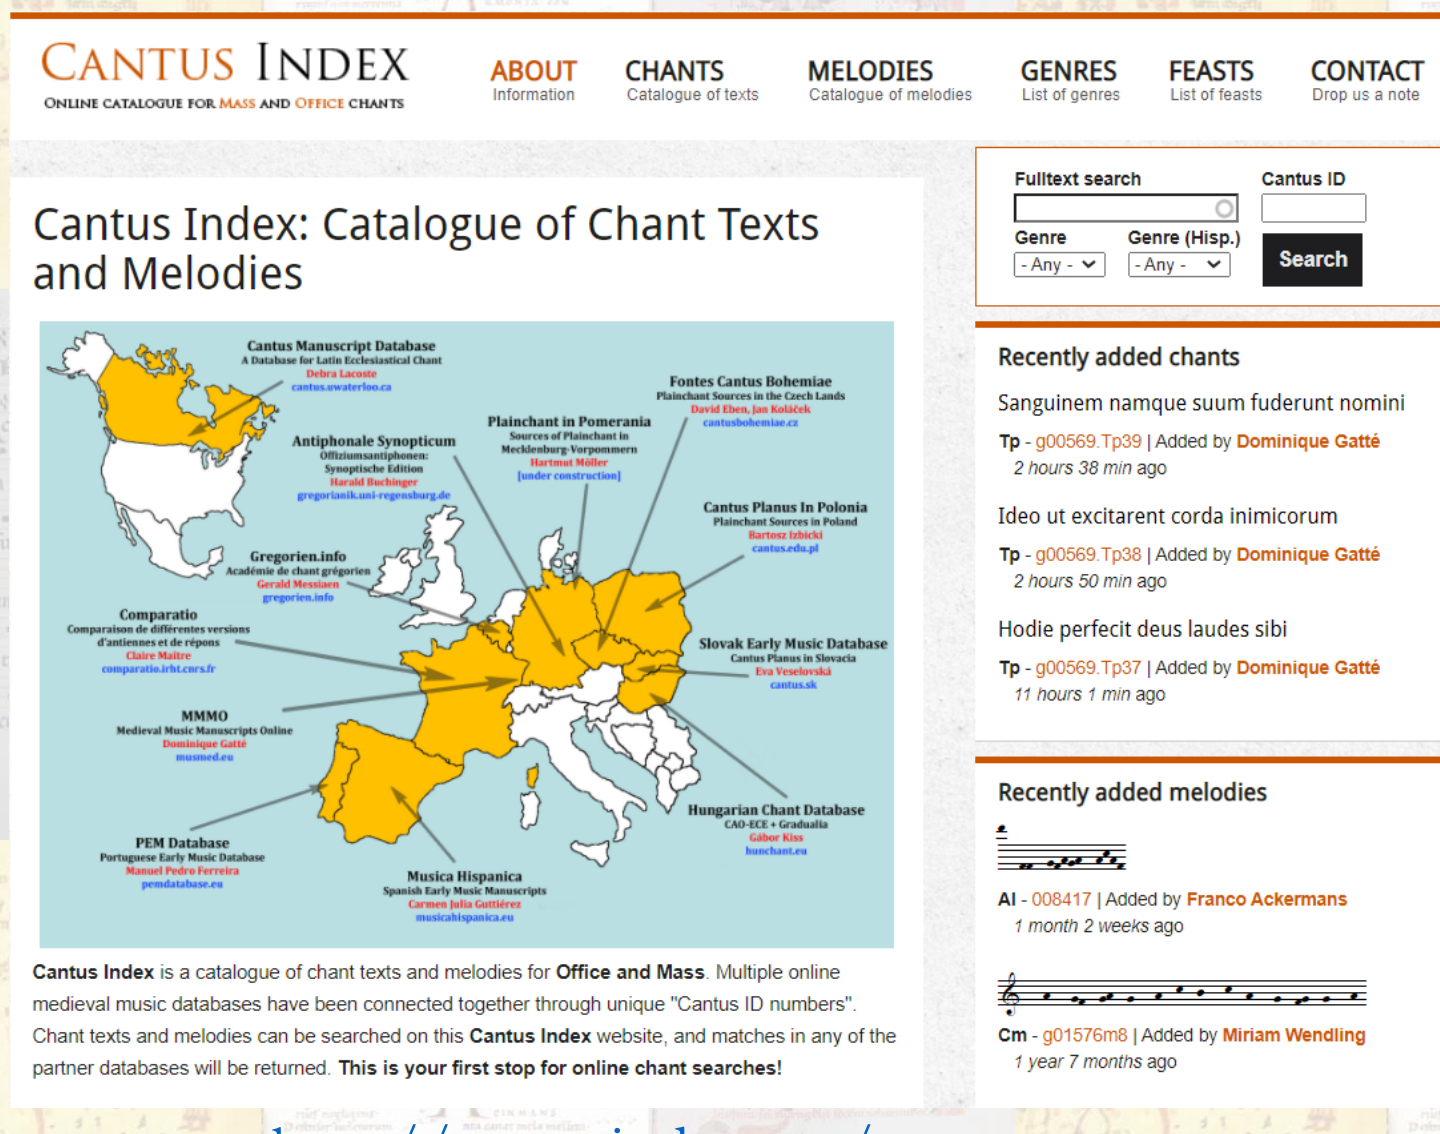 CANTUS INDEX
ONLINE CATALOGUE FOR MASS AND OFFICE CHANTS
ABOUT
Information
CHANTS
Catalogue of texts
MELODIES
Catalogue of melodies
GENRES
List of genres
FEASTS
List of feasts
CONTACT
Drop us a note
Cantus Index: Catalogue of Chant Texts
and Melodies
Cantus Manuscript Database
A Database for Latin Ecclesiastical Chant
Debra Lacoste
cantus.uwaterloo.ca
Fontes Cantus Bohemiae
Plainchant Sources in the Czech Lands
David Eben, Jan Koláček
cantusbohemiae.cz
Plainchant in Pomerania
Sources of Plainchant in
Mecklenburg-Vorpommern
Hartmut Möller
[under construction]
Antiphonale Synopticum
Offiziumsantiphonen:
Synoptische Edition
Harald Buchinger
gregorianik.uni-regensburg.de
Cantus Planus In Polonia
Plainchant Sources in Poland
Bartosz Izbicki
cantus.edu.pl
Gregorien.info
Académie de chant grégorien
Gerald Messiaen
gregorien.info
Comparatio
Comparaison de différentes versions
d'antiennes et de répons
Claire Maître
comparatio.irht.cnrs.fr
Slovak Early Music Database
Cantus Planus in Slovacia
Eva Veselovská
cantus.sk
MMMO
Medieval Music Manuscripts Online
Dominique Gatté
musmed.eu
Hungarian Chant Database
CAO-ECE + Gradualia
Gábor Kiss
hunchant.eu
PEM Database
Portuguese Early Music Database
Manuel Pedro Ferreira
pemdatabase.eu
Musica Hispanica
Spanish Early Music Manuscripts
Carmen Julia Guttiérez
musicahispanica.eu
Cantus Index is a catalogue of chant texts and melodies for Office and Mass. Multiple online
medieval music databases have been connected together through unique "Cantus ID numbers".
Chant texts and melodies can be searched on this Cantus Index website, and matches in any of the
partner databases will be returned. This is your first stop for online chant searches!
Fulltext search
Cantus ID
Genre
Genre (Hisp.)
- Any -
- Any -
Search
Recently added chants
Sanguinem namque suum fuderunt nomini
Tp - g00569.Tp39 | Added by Dominique Gatté
2 hours 38 min ago
Ideo ut excitarent corda inimicorum
Tp - g00569.Tp38 | Added by Dominique Gatté
2 hours 50 min ago
Hodie perfecit deus laudes sibi
Tp - g00569.Tp37 | Added by Dominique Gatté
11 hours 1 min ago
Recently added melodies
Al - 008417 | Added by Franco Ackermans
1 month 2 weeks ago
Cm - g01576m8 | Added by Miriam Wendling
1 year 7 months ago